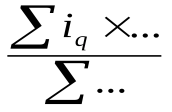 ∑ i_q × ...
∑ ...